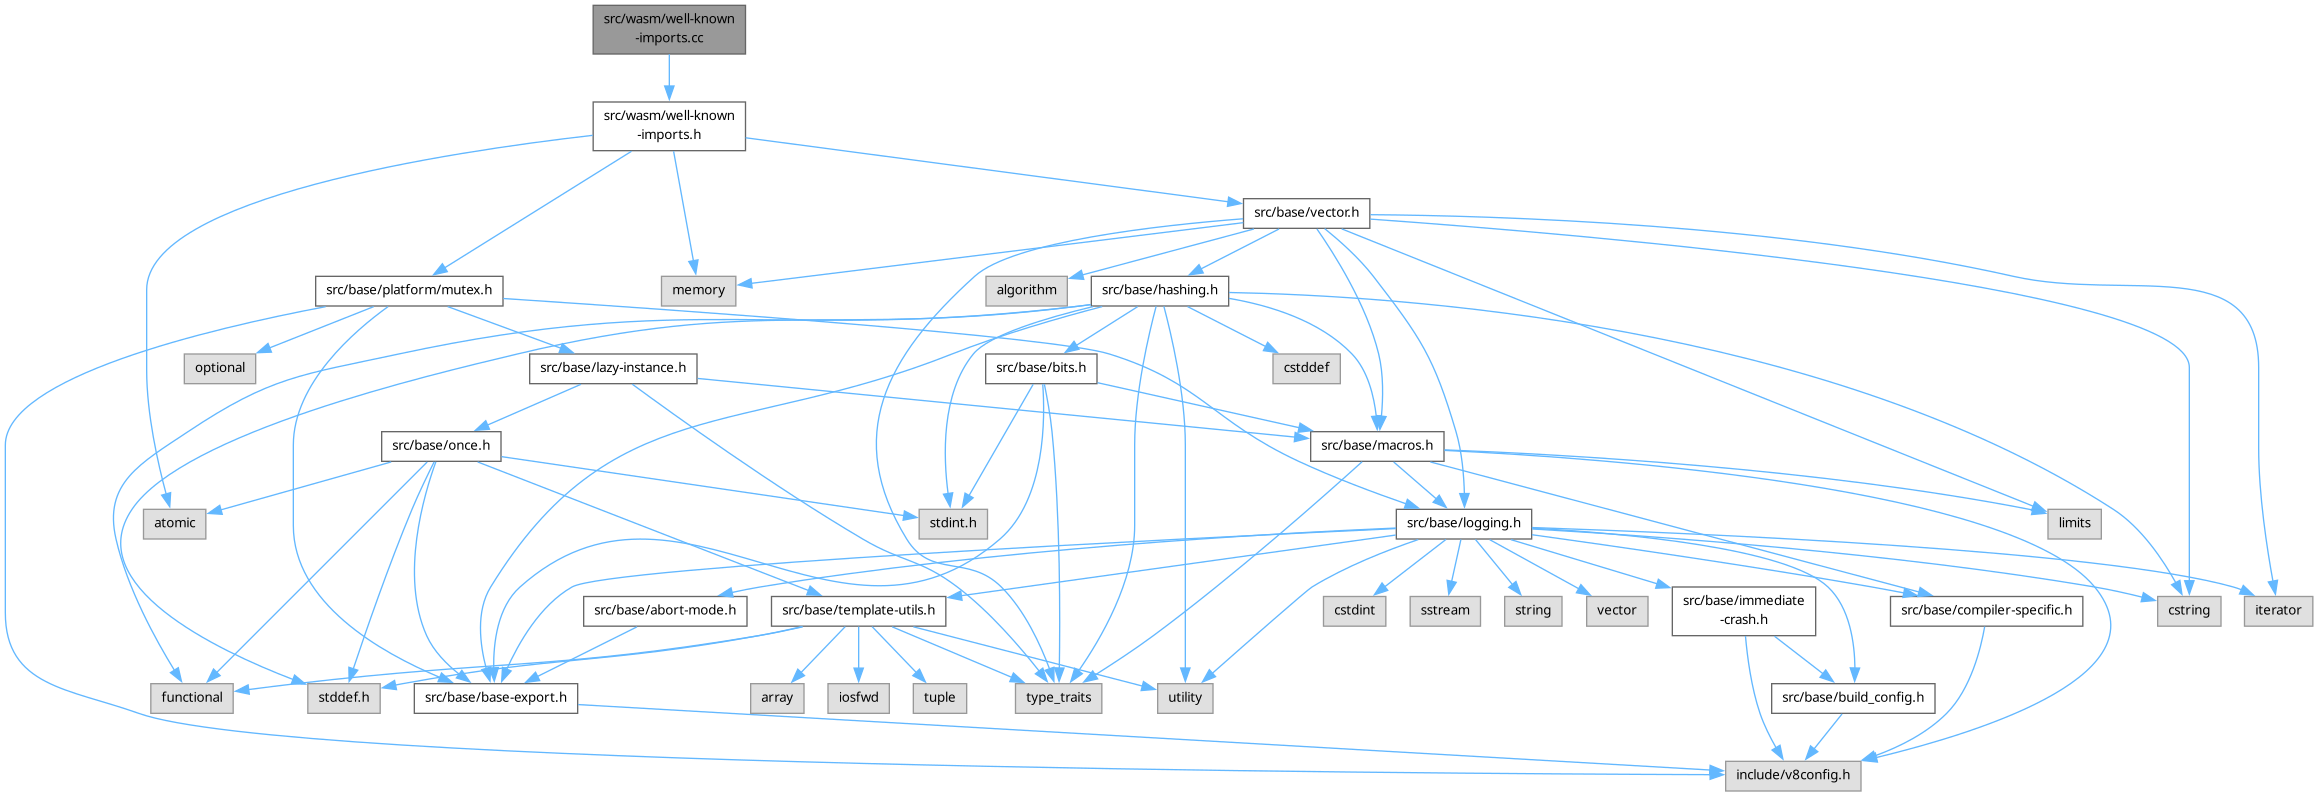 src/wasm/well-known
-imports.cc
src/wasm/well-known
-imports.h
src/base/vector.h
src/base/platform/mutex.h
memory
algorithm
src/base/hashing.h
optional
src/base/lazy-instance.h
src/base/bits.h
cstddef
src/base/once.h
src/base/macros.h
atomic
stdint.h
src/base/logging.h
limits
src/base/abort-mode.h
src/base/template-utils.h
cstdint
sstream
string
vector
src/base/immediate
-crash.h
src/base/compiler-specific.h
cstring
iterator
functional
stddef.h
src/base/base-export.h
array
iosfwd
tuple
type_traits
utility
src/base/build_config.h
include/v8config.h